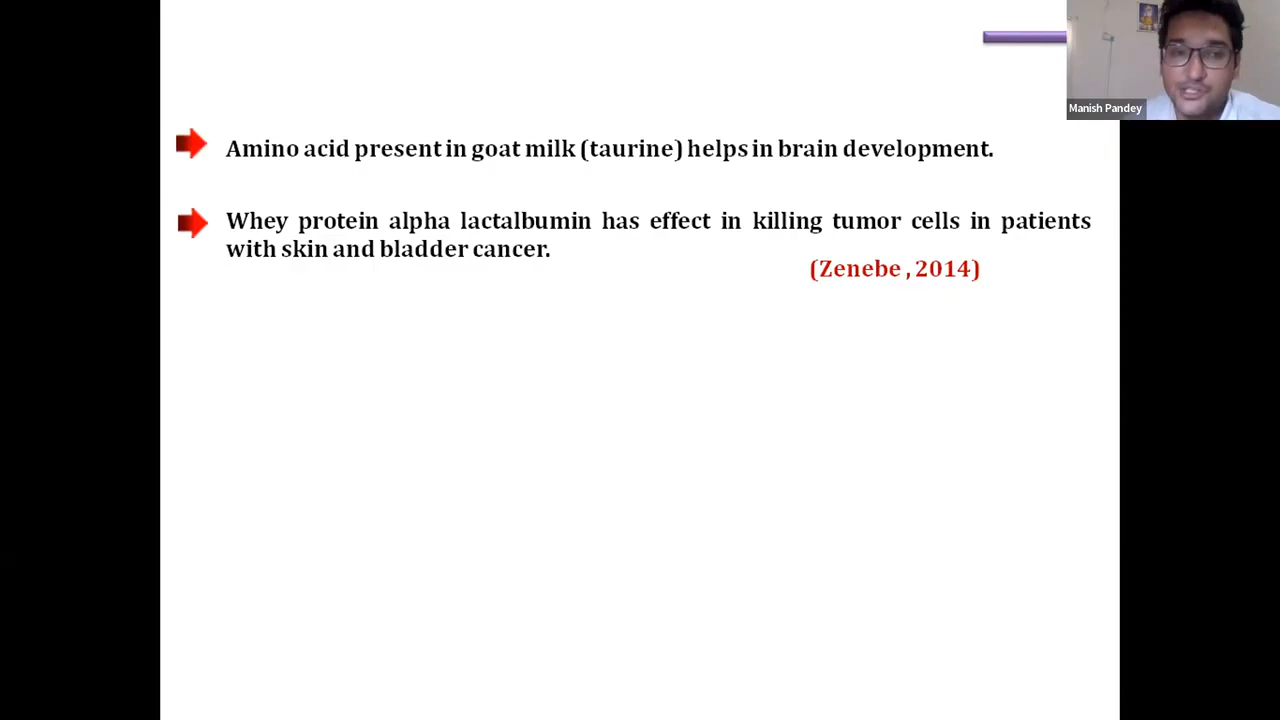 Manish Pandey
Amino acid present in goat milk (taurine) helps in brain development.
Whey protein alpha lactalbumin has effect in killing tumor cells in patients
with skin and bladder cancer.
(Zenebe , 2014)